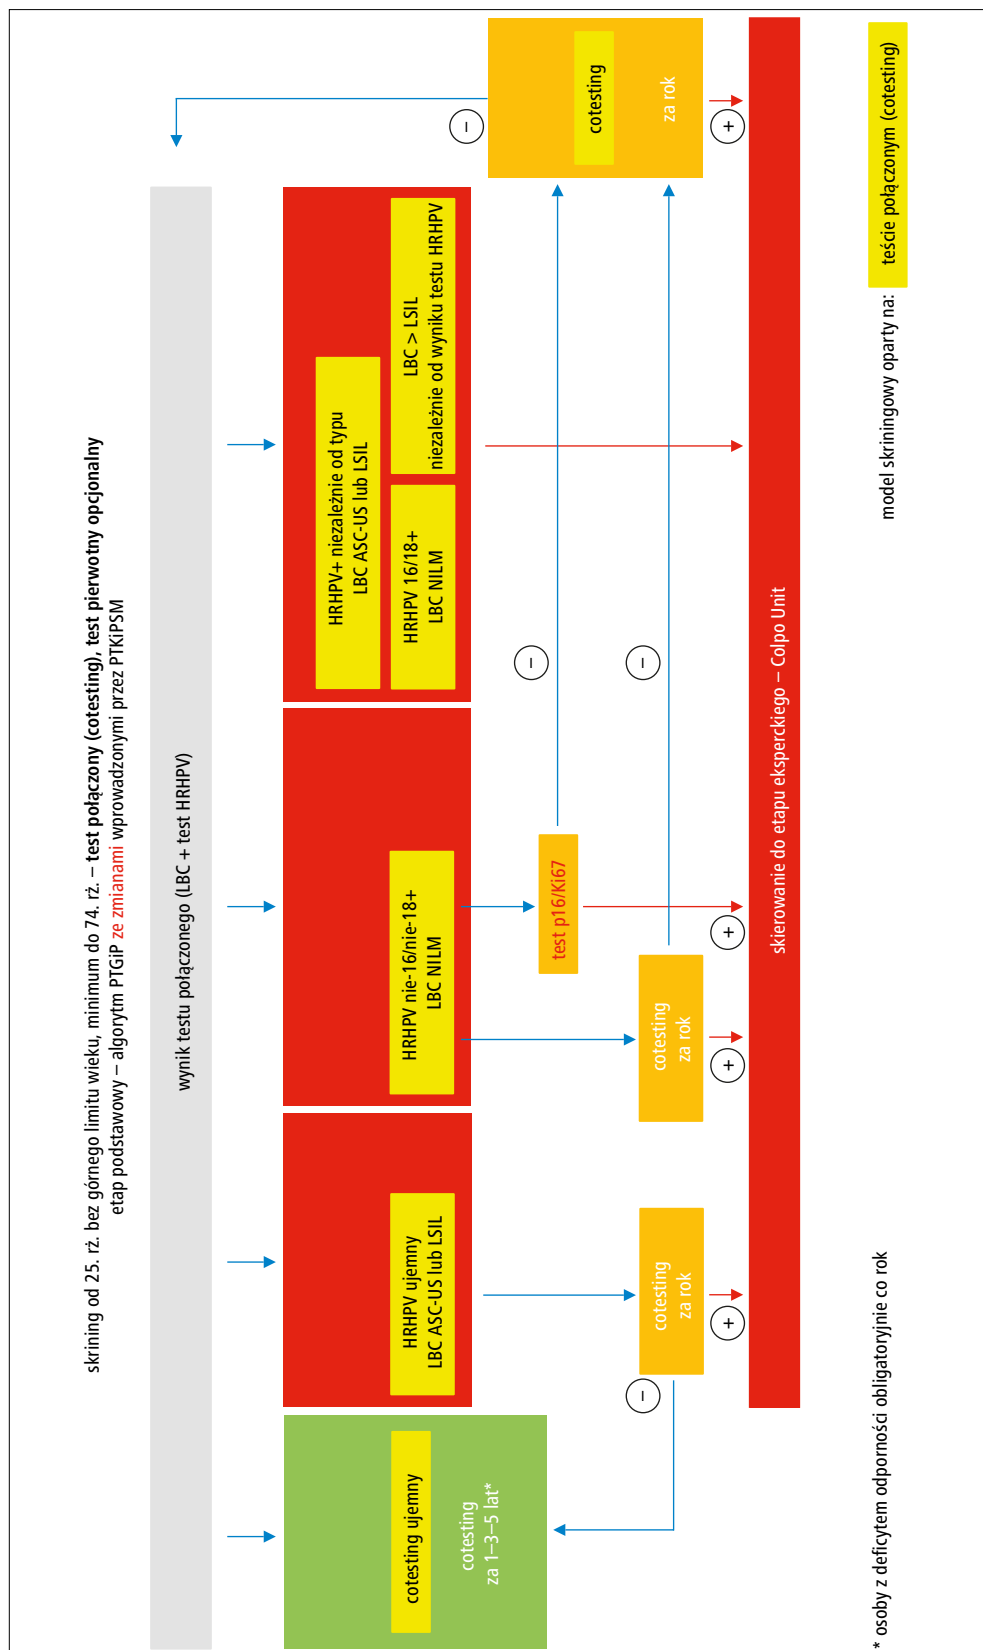 skrining od 25. rż. bez górnego limitu wieku, minimum do 74. rż. – test połączony (cotesting), test pierwotny opcjonalny
etap podstawowy – algorytm PTGiP ze zmianami wprowadzonymi przez PTKiPSM
wynik testu połączonego (LBC + test HRHPV)
cotesting ujemny
cotesting
za 1–3–5 lat*
HRHPV ujemny
LBC ASC-US lub LSIL
HRHPV nie-16/nie-18+
LBC NILM
HRHPV+ niezależnie od typu
LBC ASC-US lub LSIL
HRHPV 16/18+
LBC NILM
LBC > LSIL
niezależnie od wyniku testu HRHPV
cotesting
za rok
–
test p16/Ki67
–
cotesting
za rok
–
cotesting
za rok
–
+
+
+
+
skierowanie do etapu eksperckiego – Colpo Unit
* osoby z deficytem odporności obligatoryjnie co rok
model skriningowy oparty na: teście połączonym (cotesting)